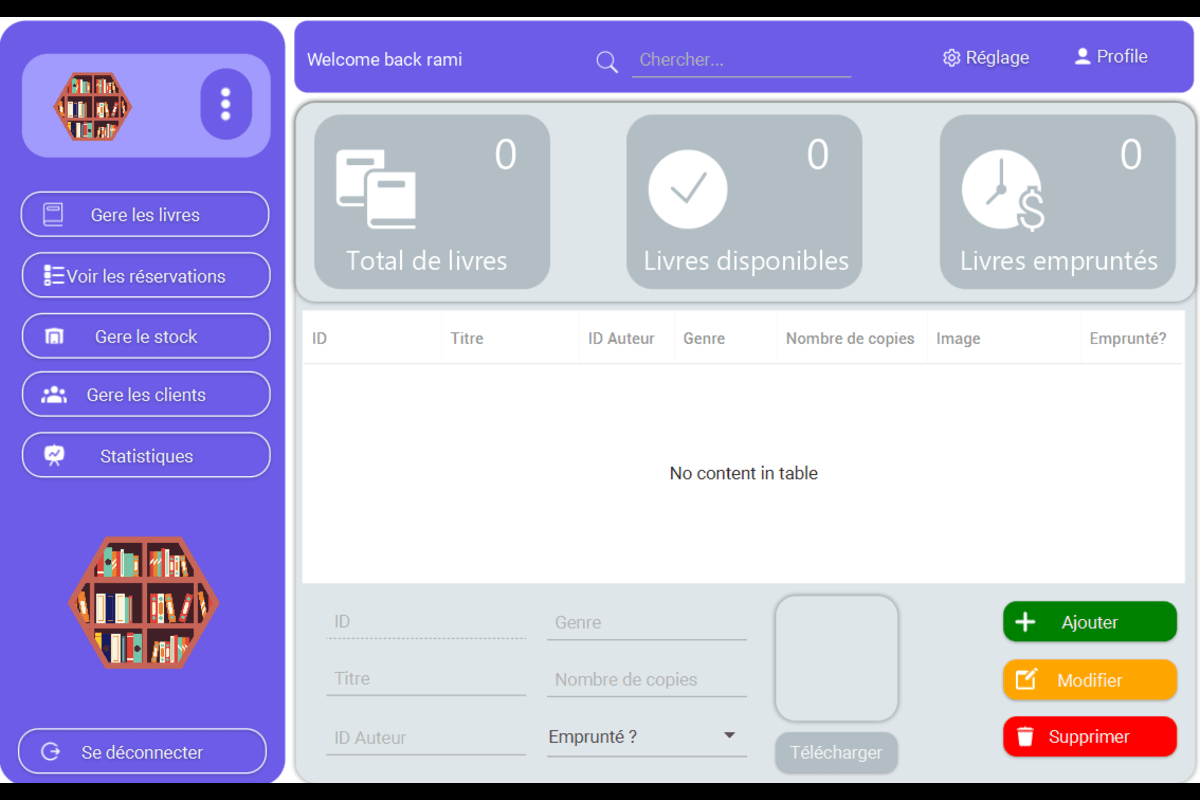 Welcome back rami
Chercher...
Réglage
Profile
Gere les livres
Voir les réservations
Gere le stock
Gere les clients
Statistiques
Se déconnecter
0
Total de livres
0
Livres disponibles
0
Livres empruntés
ID Titre ID Auteur Genre Nombre de copies Image Emprunté?
No content in table
ID
Genre
Titre
Nombre de copies
ID Auteur
Emprunté ?
Télécharger
Ajouter
Modifier
Supprimer